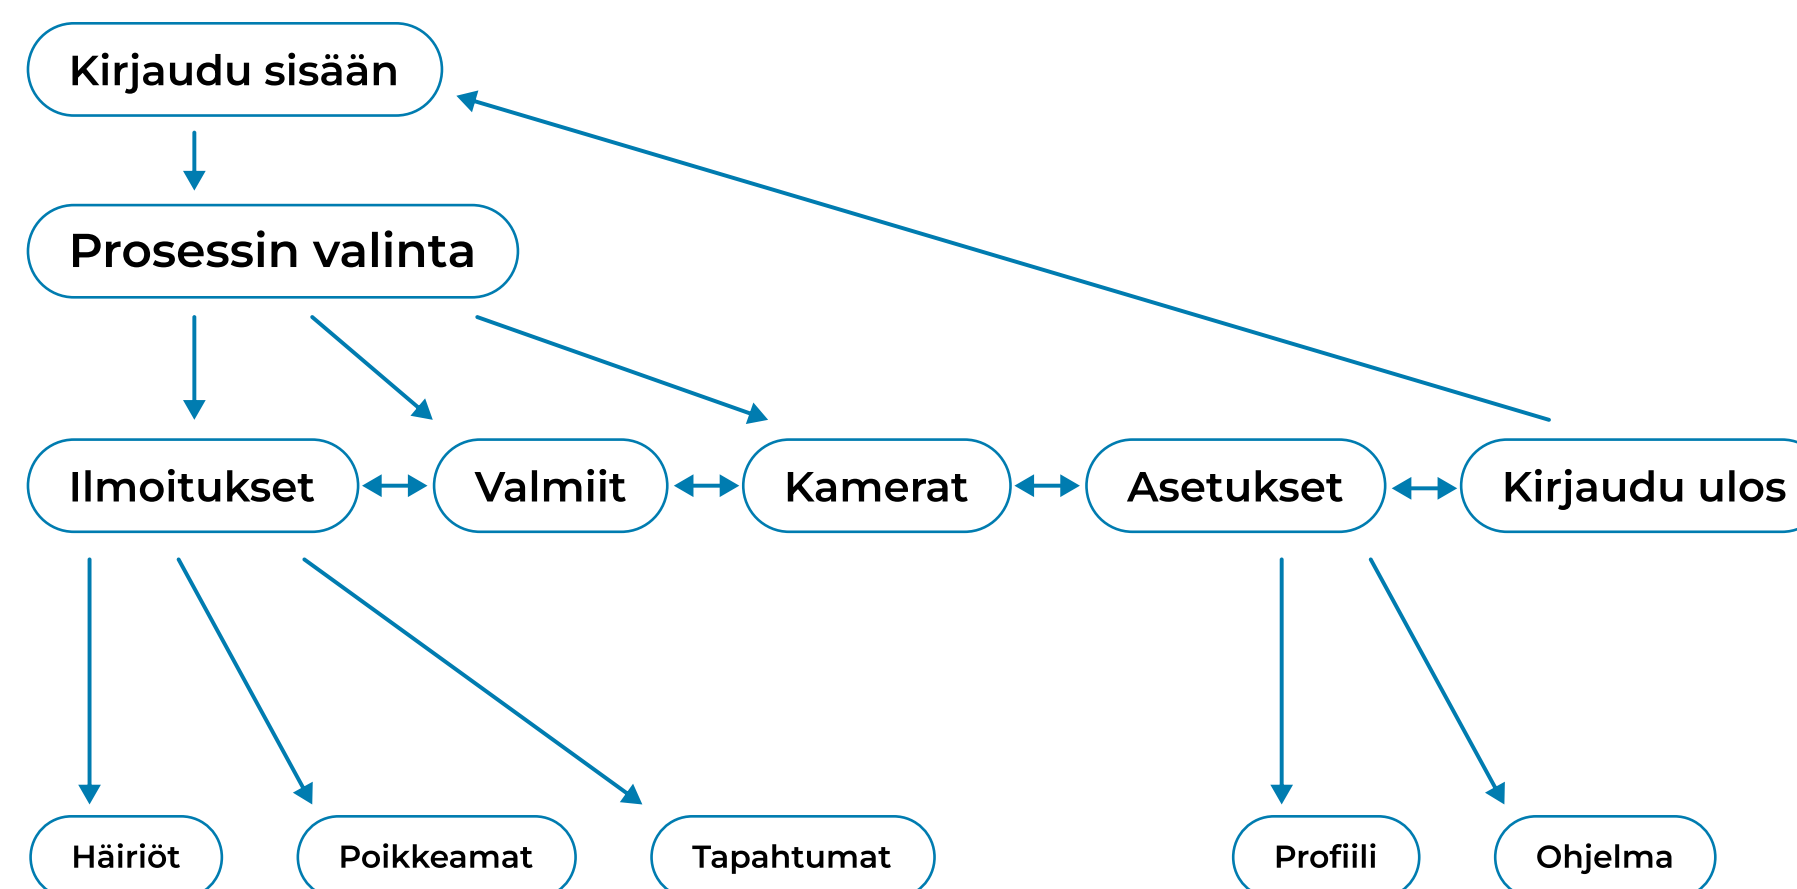 Kirjaudu sisään
Prosessin valinta
Ilmoitukset
Valmiit
Kamerat
Asetukset
Kirjaudu ulos
Häiriöt
Poikkeamat
Tapahtumat
Profiili
Ohjelma